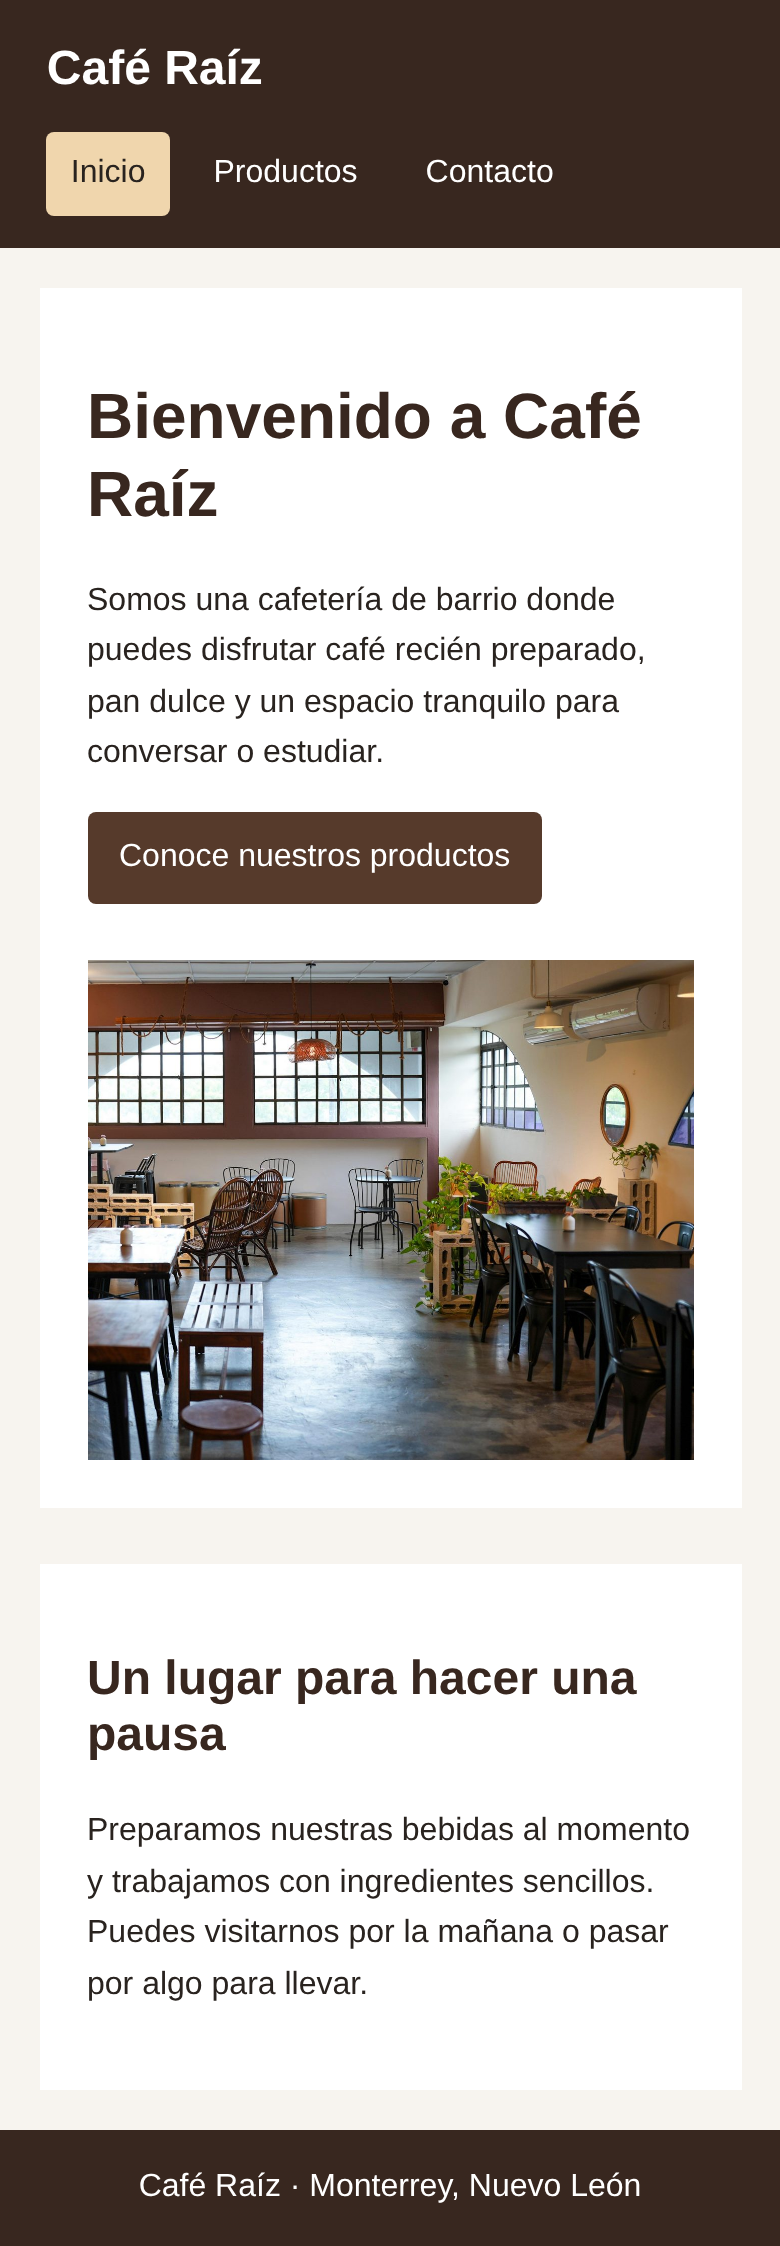 Café Raíz
Inicio Productos Contacto
Bienvenido a Café
Raíz
Somos una cafetería de barrio donde
puedes disfrutar café recién preparado,
pan dulce y un espacio tranquilo para
conversar o estudiar.
Conoce nuestros productos
Un lugar para hacer una
pausa
Preparamos nuestras bebidas al momento
y trabajamos con ingredientes sencillos.
Puedes visitarnos por la mañana o pasar
por algo para llevar.
Café Raíz · Monterrey, Nuevo León